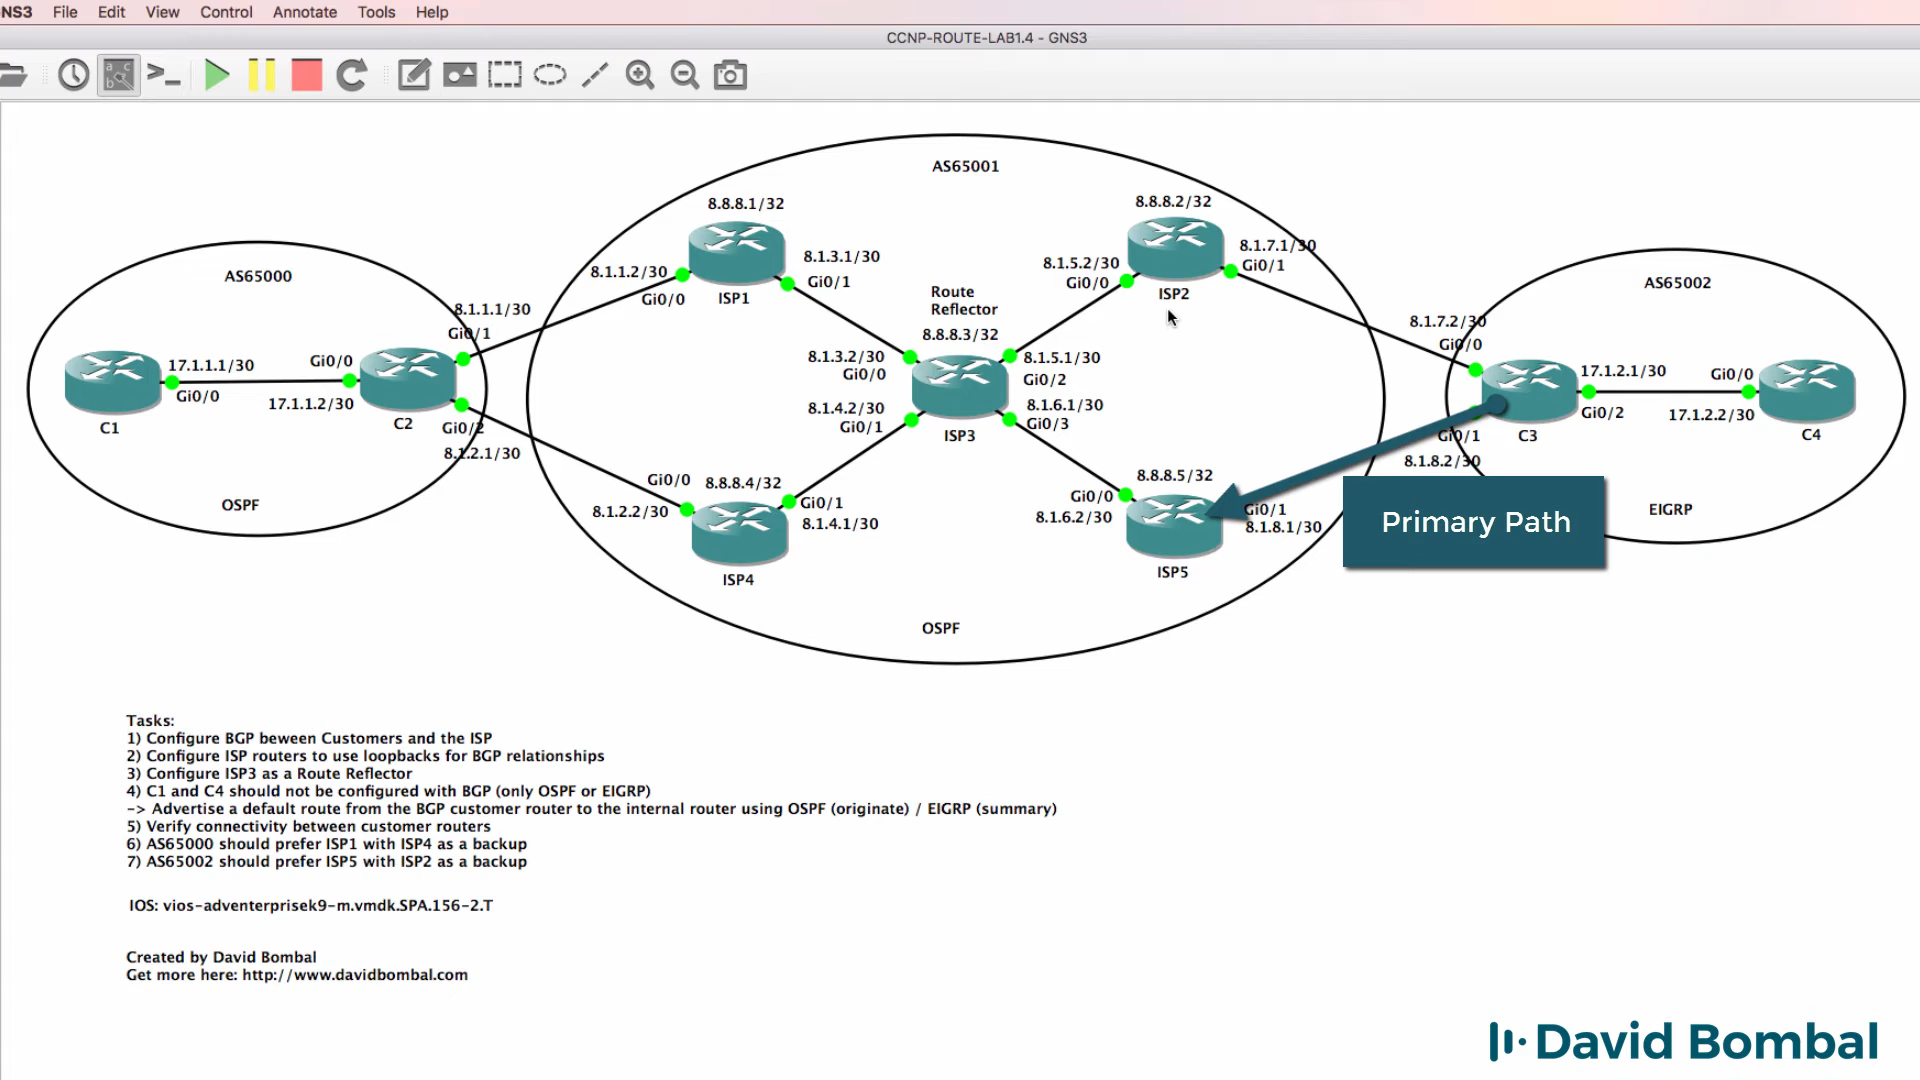 NS3 File Edit View Control Annotate Tools Help
CCNP-ROUTE-LAB1.4 - GNS3
AS65001
8.8.8.1/32
8.8.8.2/32
8.1.3.1/30
Gi0/1
8.1.1.2/30
Gi0/0
ISP1
8.1.7.1/30
Gi0/1
8.1.5.2/30
Gi0/0
ISP2
AS65000
8.1.1.1/30
Gi0/1
Route
Reflector
8.8.8.3/32
AS65002
8.1.7.2/30
Gi0/0
17.1.1.1/30
Gi0/0
Gi0/0
17.1.1.2/30
C1
C2
Gi0/2
8.1.2.1/30
8.1.3.2/30
Gi0/0
8.1.5.1/30
Gi0/2
8.1.4.2/30
Gi0/1
8.1.6.1/30
Gi0/3
ISP3
17.1.2.1/30
Gi0/2
Gi0/0
17.1.2.2/30
C3
C4
Gi0/1
8.1.8.2/30
OSPF
Gi0/0
8.8.8.4/32
8.1.2.2/30
Gi0/1
8.1.4.1/30
ISP4
8.8.8.5/32
Gi0/0
8.1.6.2/30
Gi0/1
8.1.8.1/30
ISP5
Primary Path
EIGRP
OSPF
Tasks:
1) Configure BGP beween Customers and the ISP
2) Configure ISP routers to use loopbacks for BGP relationships
3) Configure ISP3 as a Route Reflector
4) C1 and C4 should not be configured with BGP (only OSPF or EIGRP)
-> Advertise a default route from the BGP customer router to the internal router using OSPF (originate) / EIGRP (summary)
5) Verify connectivity between customer routers
6) AS65000 should prefer ISP1 with ISP4 as a backup
7) AS65002 should prefer ISP5 with ISP2 as a backup
IOS: vios-adventerprisek9-m.vmdk.SPA.156-2.T
Created by David Bombal
Get more here: http://www.davidbombal.com
David Bombal